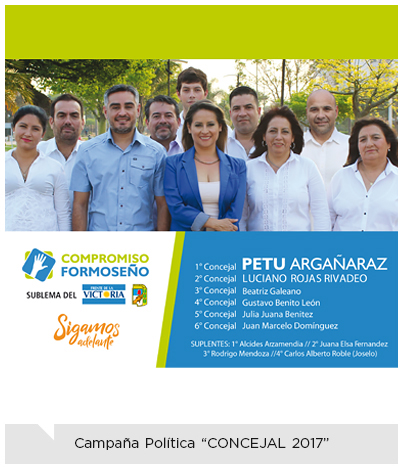 COMPROMISO
FORMOSEÑO
SUBLEMA DEL FRENTE DE LA VICTORIA
Sigamos
adelante
1° Concejal PETU ARGAÑARAZ
2° Concejal LUCIANO ROJAS RIVADEO
3° Concejal Beatriz Galeano
4° Concejal Gustavo Benito León
5° Concejal Julia Juana Benitez
6° Concejal Juan Marcelo Domínguez
SUPLENTES: 1° Alcides Arzamendia // 2° Juana Elsa Fernandez
3° Rodrigo Mendoza //4° Carlos Alberto Roble (Joselo)
Campaña Política “CONCEJAL 2017”